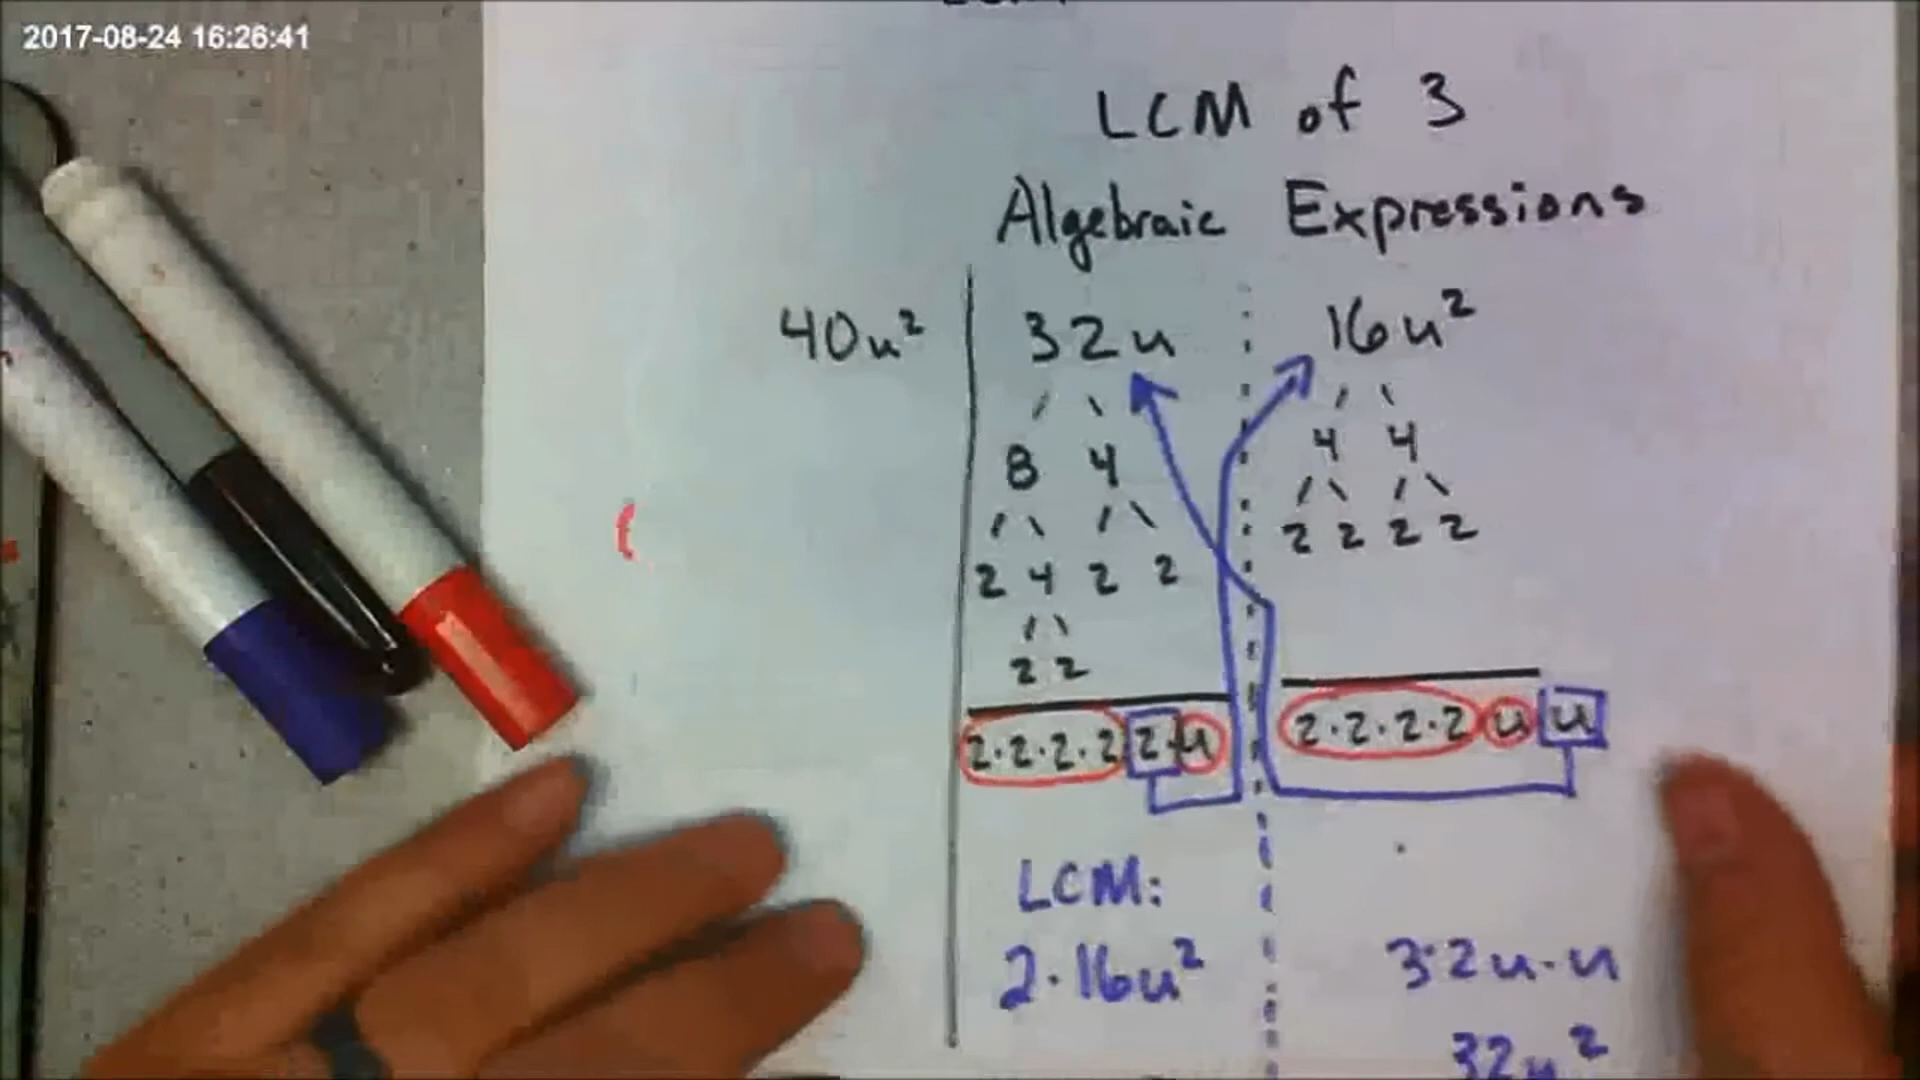 2017-08-24 16:26:41
LCM of 3
Algebraic Expressions
40u² 32u 16u²
8 4 4 4
2 4 2 2 2 2 2 2
2 2
2·2·2·2 2·u 2·2·2·2 u u
LCM:
2·16u² 3·2u·u
32u²